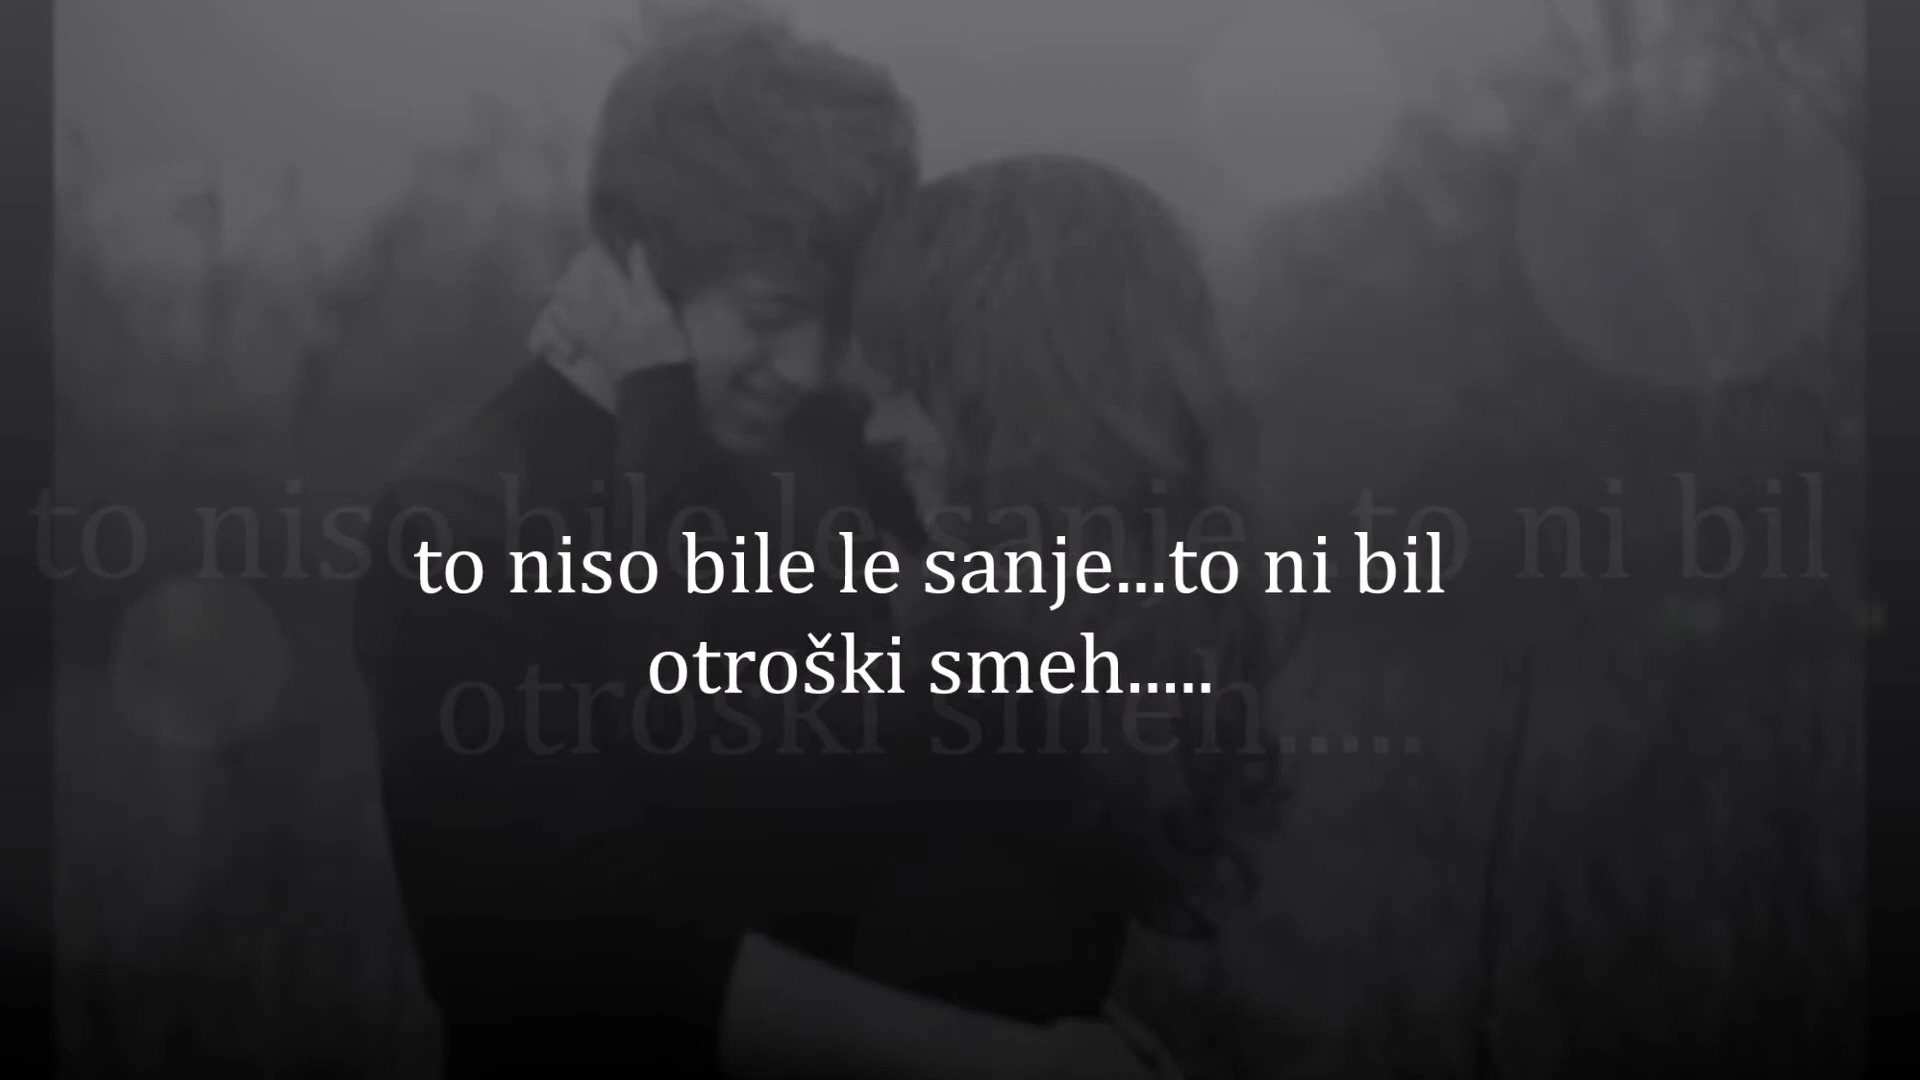 to niso bile le sanje...to ni bil
otroški smeh.....